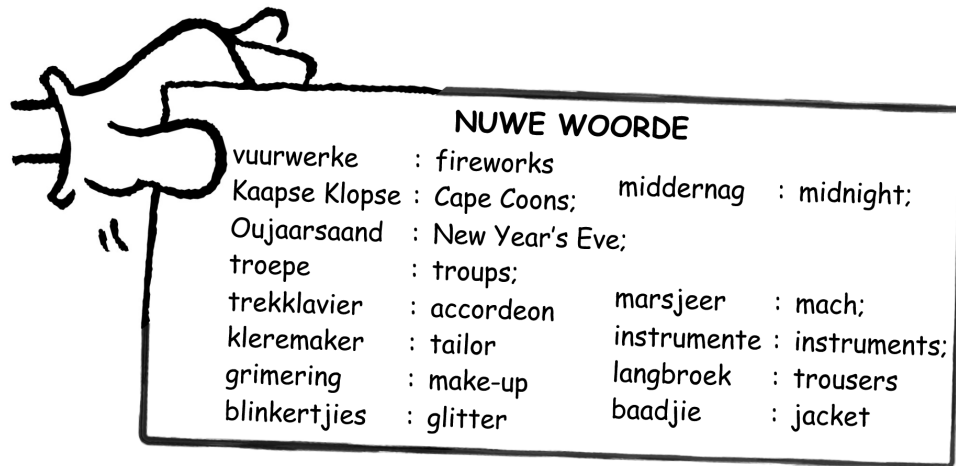 NUWE WOORDE
vuurwerke : fireworks
Kaapse Klopse : Cape Coons; middernag : midnight;
Oujaarsaand : New Year's Eve;
troepe : troups;
trekklavier : accordeon marsjeer : mach;
kleremaker : tailor instrumente : instruments;
grimering : make-up langbroek : trousers
blinkertjies : glitter baadjie : jacket